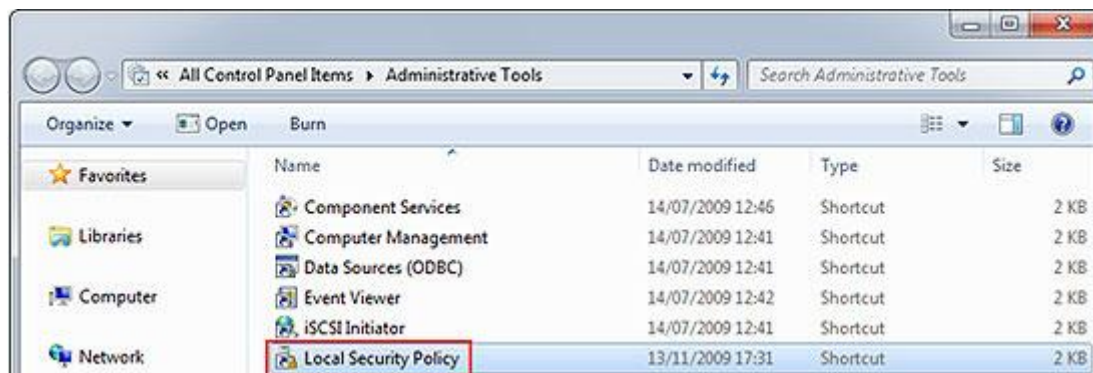 « All Control Panel Items ▸ Administrative Tools Search Administrative Tools
Organize Open Burn
Favorites
Libraries
Computer
Network
Name Date modified Type Size
Component Services 14/07/2009 12:46 Shortcut 2 KB
Computer Management 14/07/2009 12:41 Shortcut 2 KB
Data Sources (ODBC) 14/07/2009 12:41 Shortcut 2 KB
Event Viewer 14/07/2009 12:42 Shortcut 2 KB
iSCSI Initiator 14/07/2009 12:41 Shortcut 2 KB
Local Security Policy 13/11/2009 17:31 Shortcut 2 KB